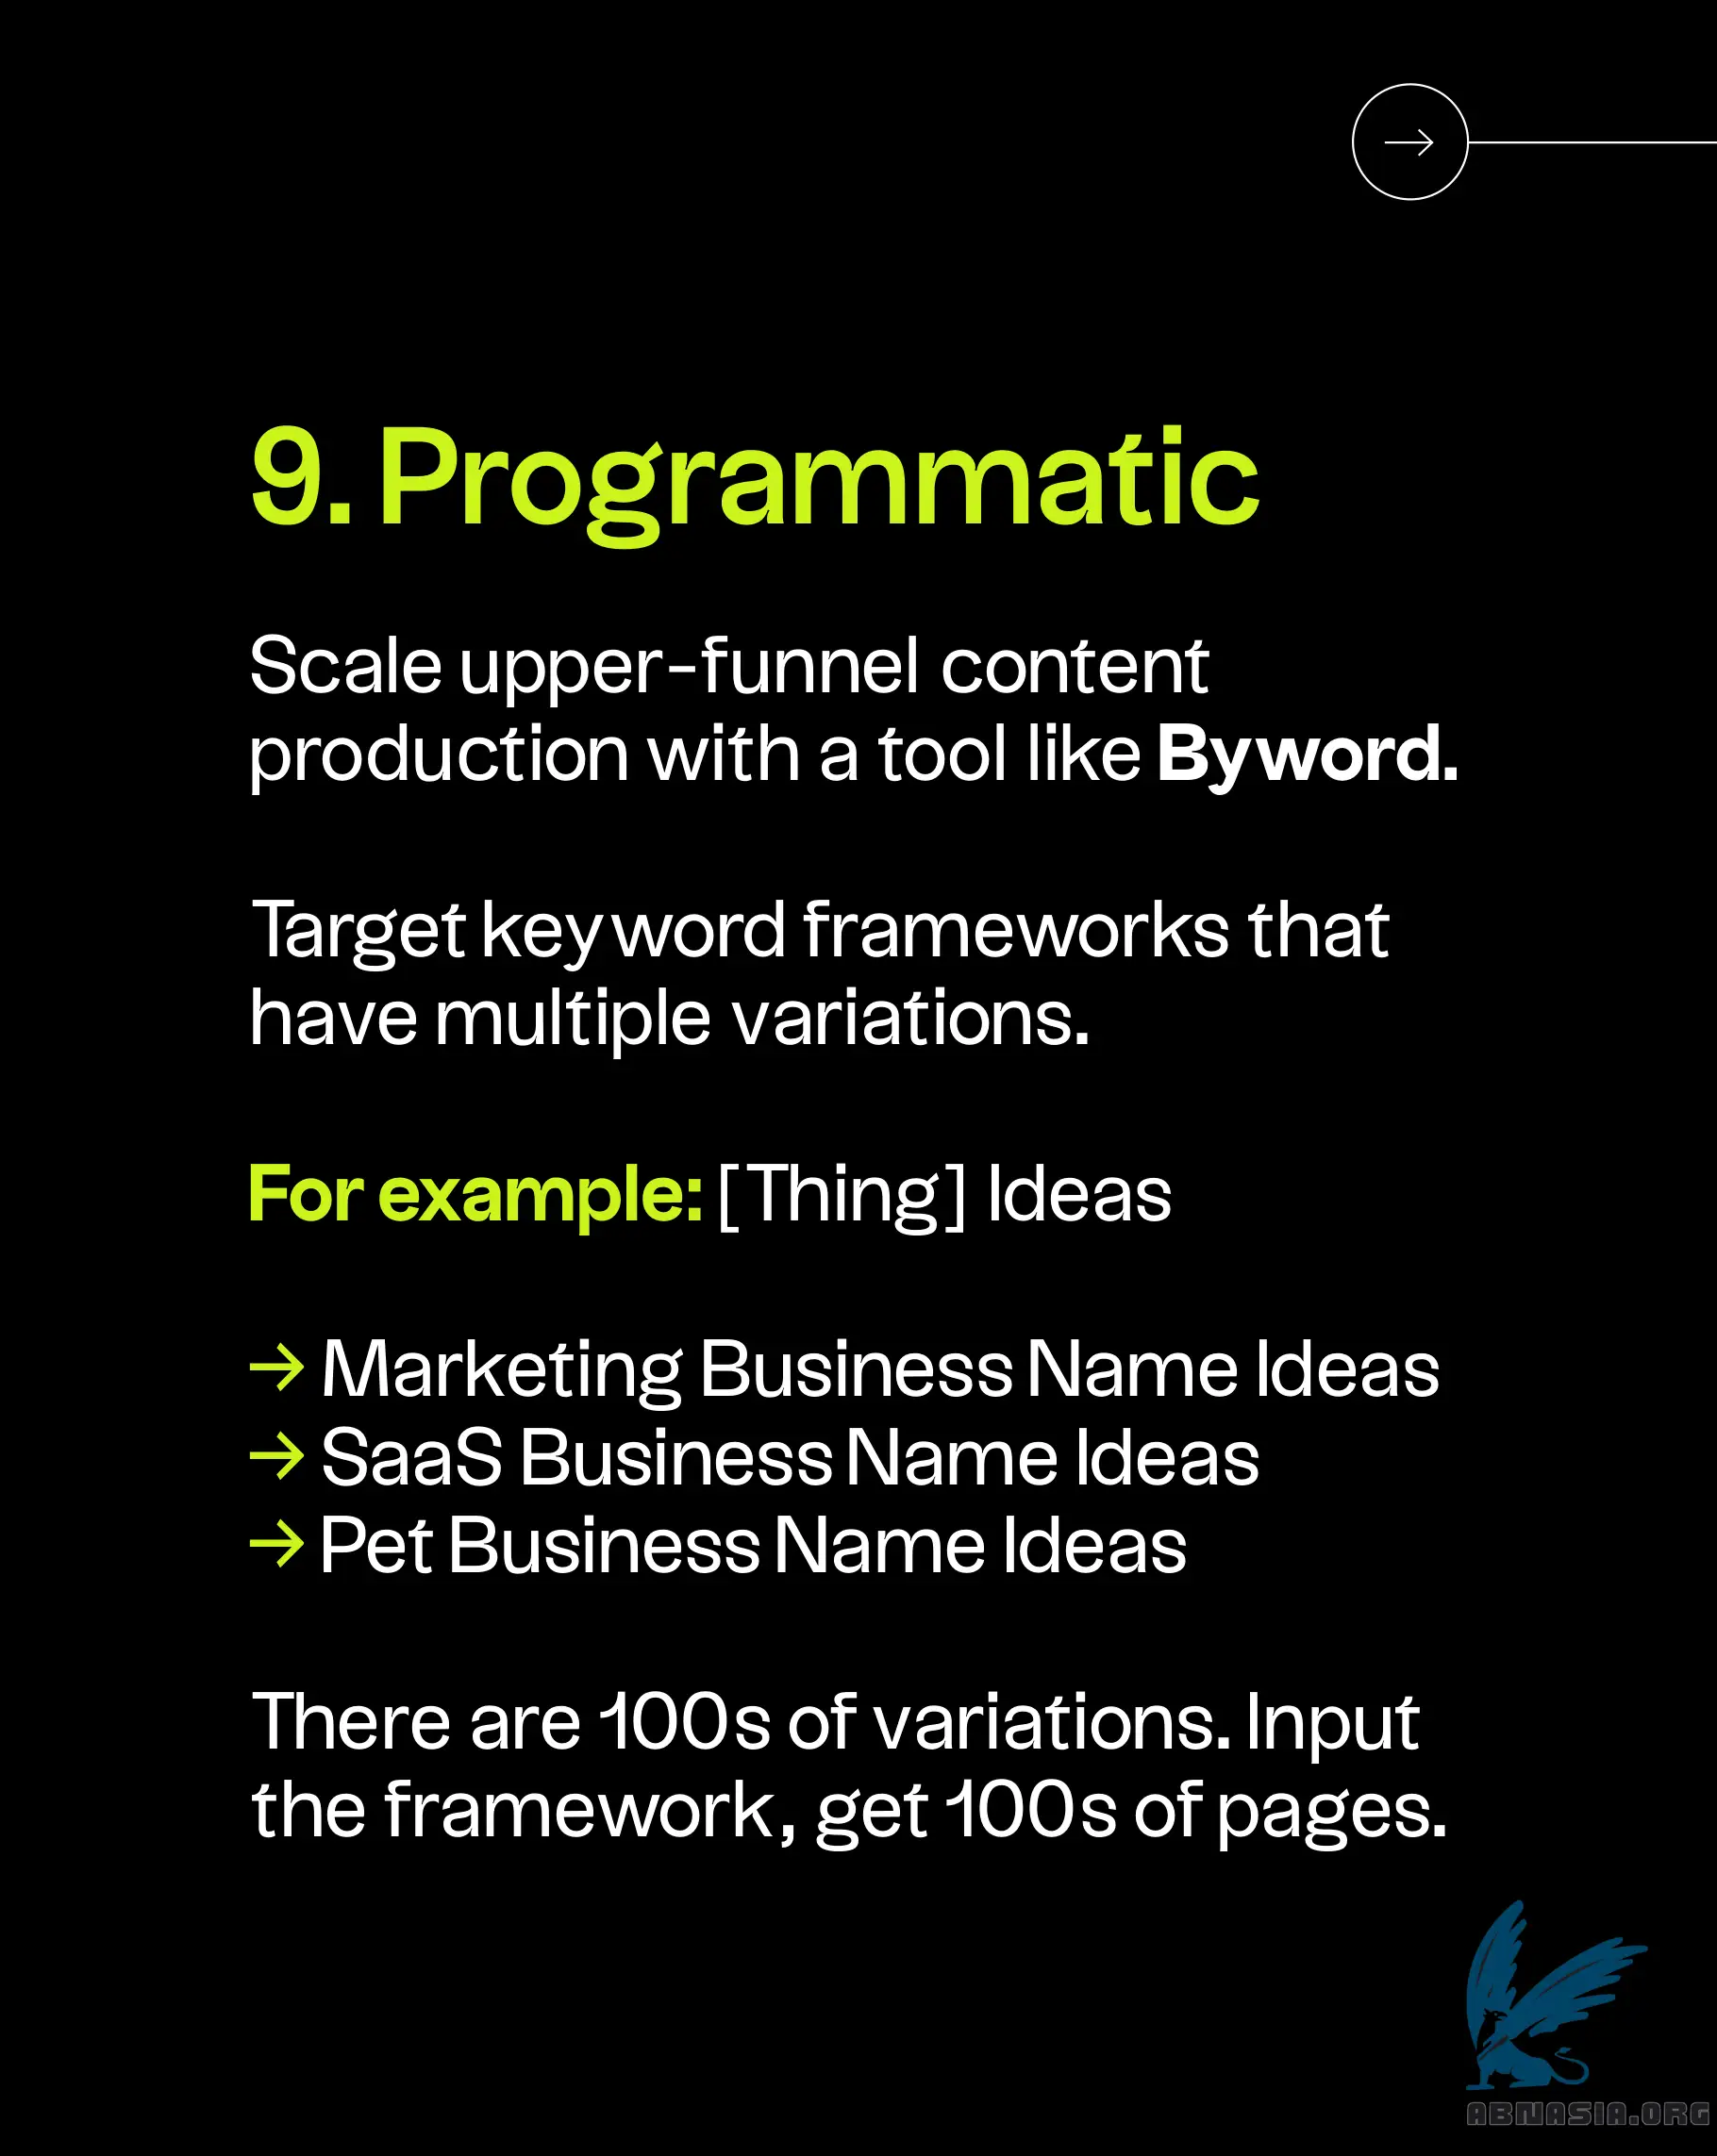 9. Programmatic
Scale upper-funnel content
production with a tool like Byword.
Target keyword frameworks that
have multiple variations.
For example: [Thing] Ideas
→ Marketing Business Name Ideas
→ SaaS Business Name Ideas
→ Pet Business Name Ideas
There are 100s of variations. Input
the framework, get 100s of pages.
ABNASIA.ORG